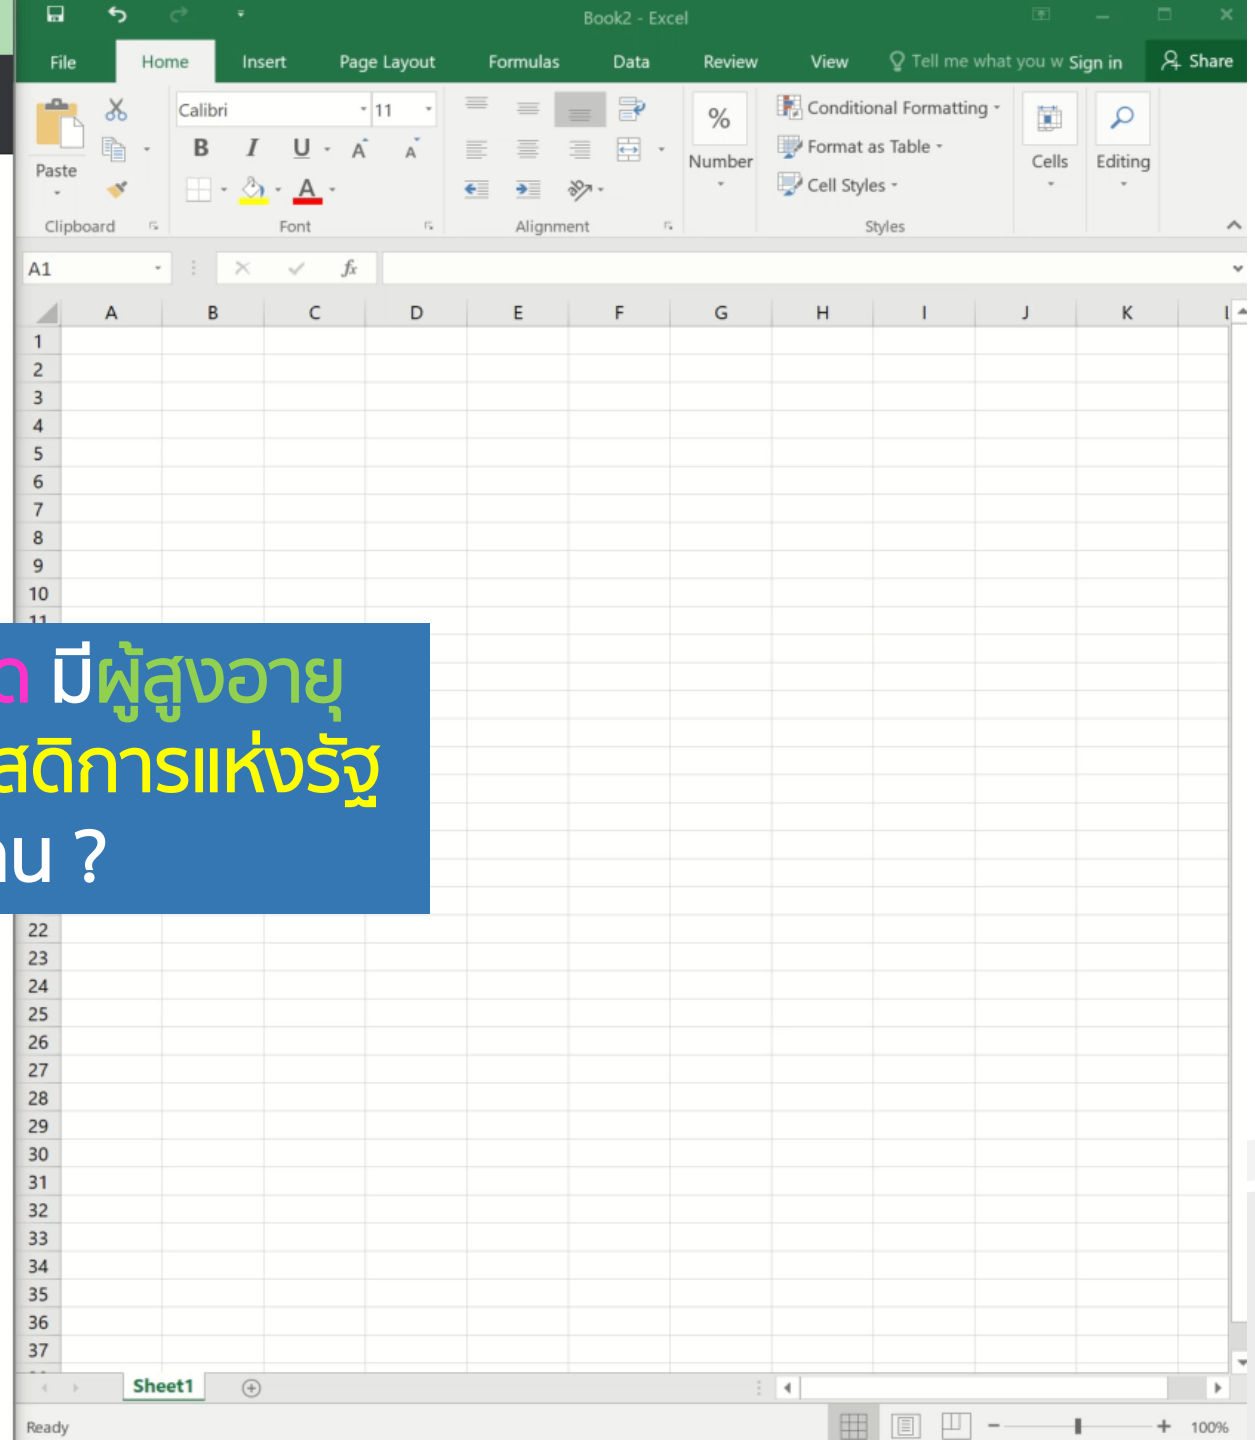 Book2 - Excel
File Home Insert Page Layout Formulas Data Review View Tell me what you w Sign in Share
Calibri 11
Conditional Formatting
%
Format as Table
B I U A A
Paste Number Cells Editing
Cell Styles
A
Clipboard Font Alignment Styles
A1 fx
A B C D E F G H I J K L
1
2
3
4
5
6
7
8
9
10
11
มีผู้สูงอายุ
สดิการแห่งรัฐ
?
22
23
24
25
26
27
28
29
30
31
32
33
34
35
36
37
Sheet1
Ready 100%